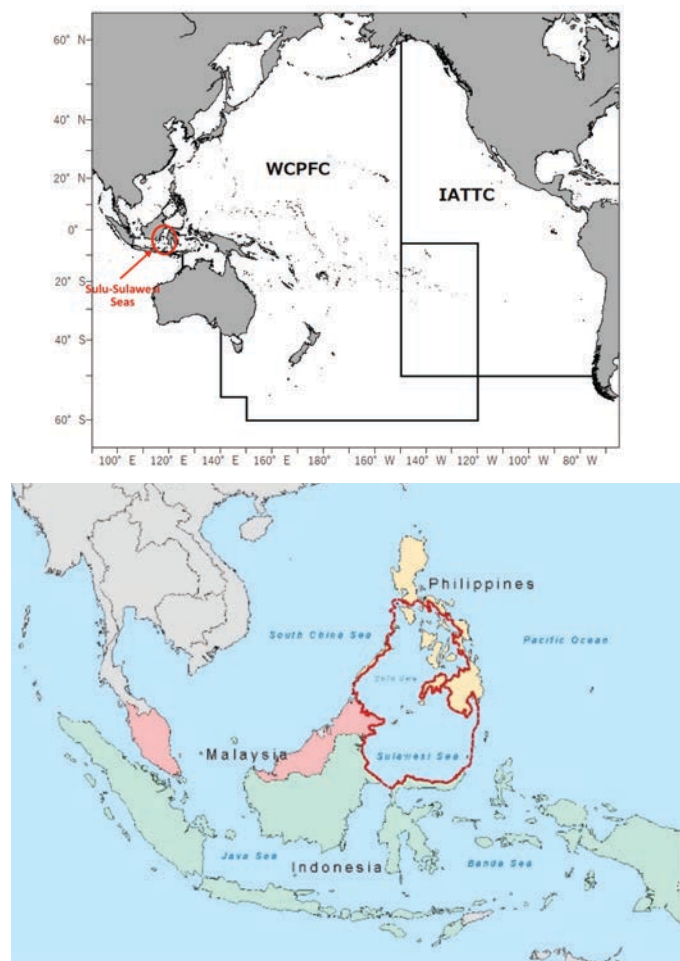 60° N
40° N
20° N
0°
20° S
40° S
60° S
WCPFC
IATTC
Sulu-Sulawesi
Seas
100° E 120° E 140° E 160° E 180° 160° W 140° W 120° W 100° W 80° W
Philippines
South China Sea
Pacific Ocean
Sulu Sea
Malaysia
Sulawesi Sea
Java Sea
Indonesia
Banda Sea